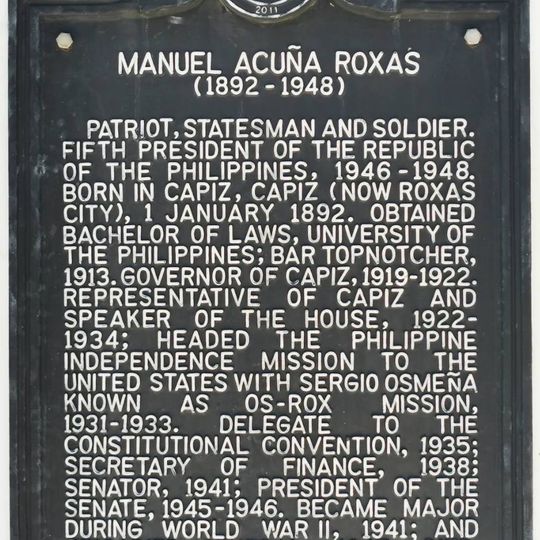 2011
MANUEL ACUÑA ROXAS
(1892-1948)
PATRIOT, STATESMAN AND SOLDIER.
FIFTH PRESIDENT OF THE REPUBLIC
OF THE PHILIPPINES, 1946-1948.
BORN IN CAPIZ, CAPIZ (NOW ROXAS
CITY), 1 JANUARY 1892. OBTAINED
BACHELOR OF LAWS, UNIVERSITY OF
THE PHILIPPINES; BAR TOPNOTCHER,
1913. GOVERNOR OF CAPIZ, 1919-1922.
REPRESENTATIVE OF CAPIZ AND
SPEAKER OF THE HOUSE, 1922-
1934; HEADED THE PHILIPPINE
INDEPENDENCE MISSION TO THE
UNITED STATES WITH SERGIO OSMEÑA
KNOWN AS OS-ROX MISSION,
1931-1933. DELEGATE TO THE
CONSTITUTIONAL CONVENTION, 1935;
SECRETARY OF FINANCE, 1938;
SENATOR, 1941; PRESIDENT OF THE
SENATE, 1945-1946. BECAME MAJOR
DURING WORLD WAR II, 1941; AND